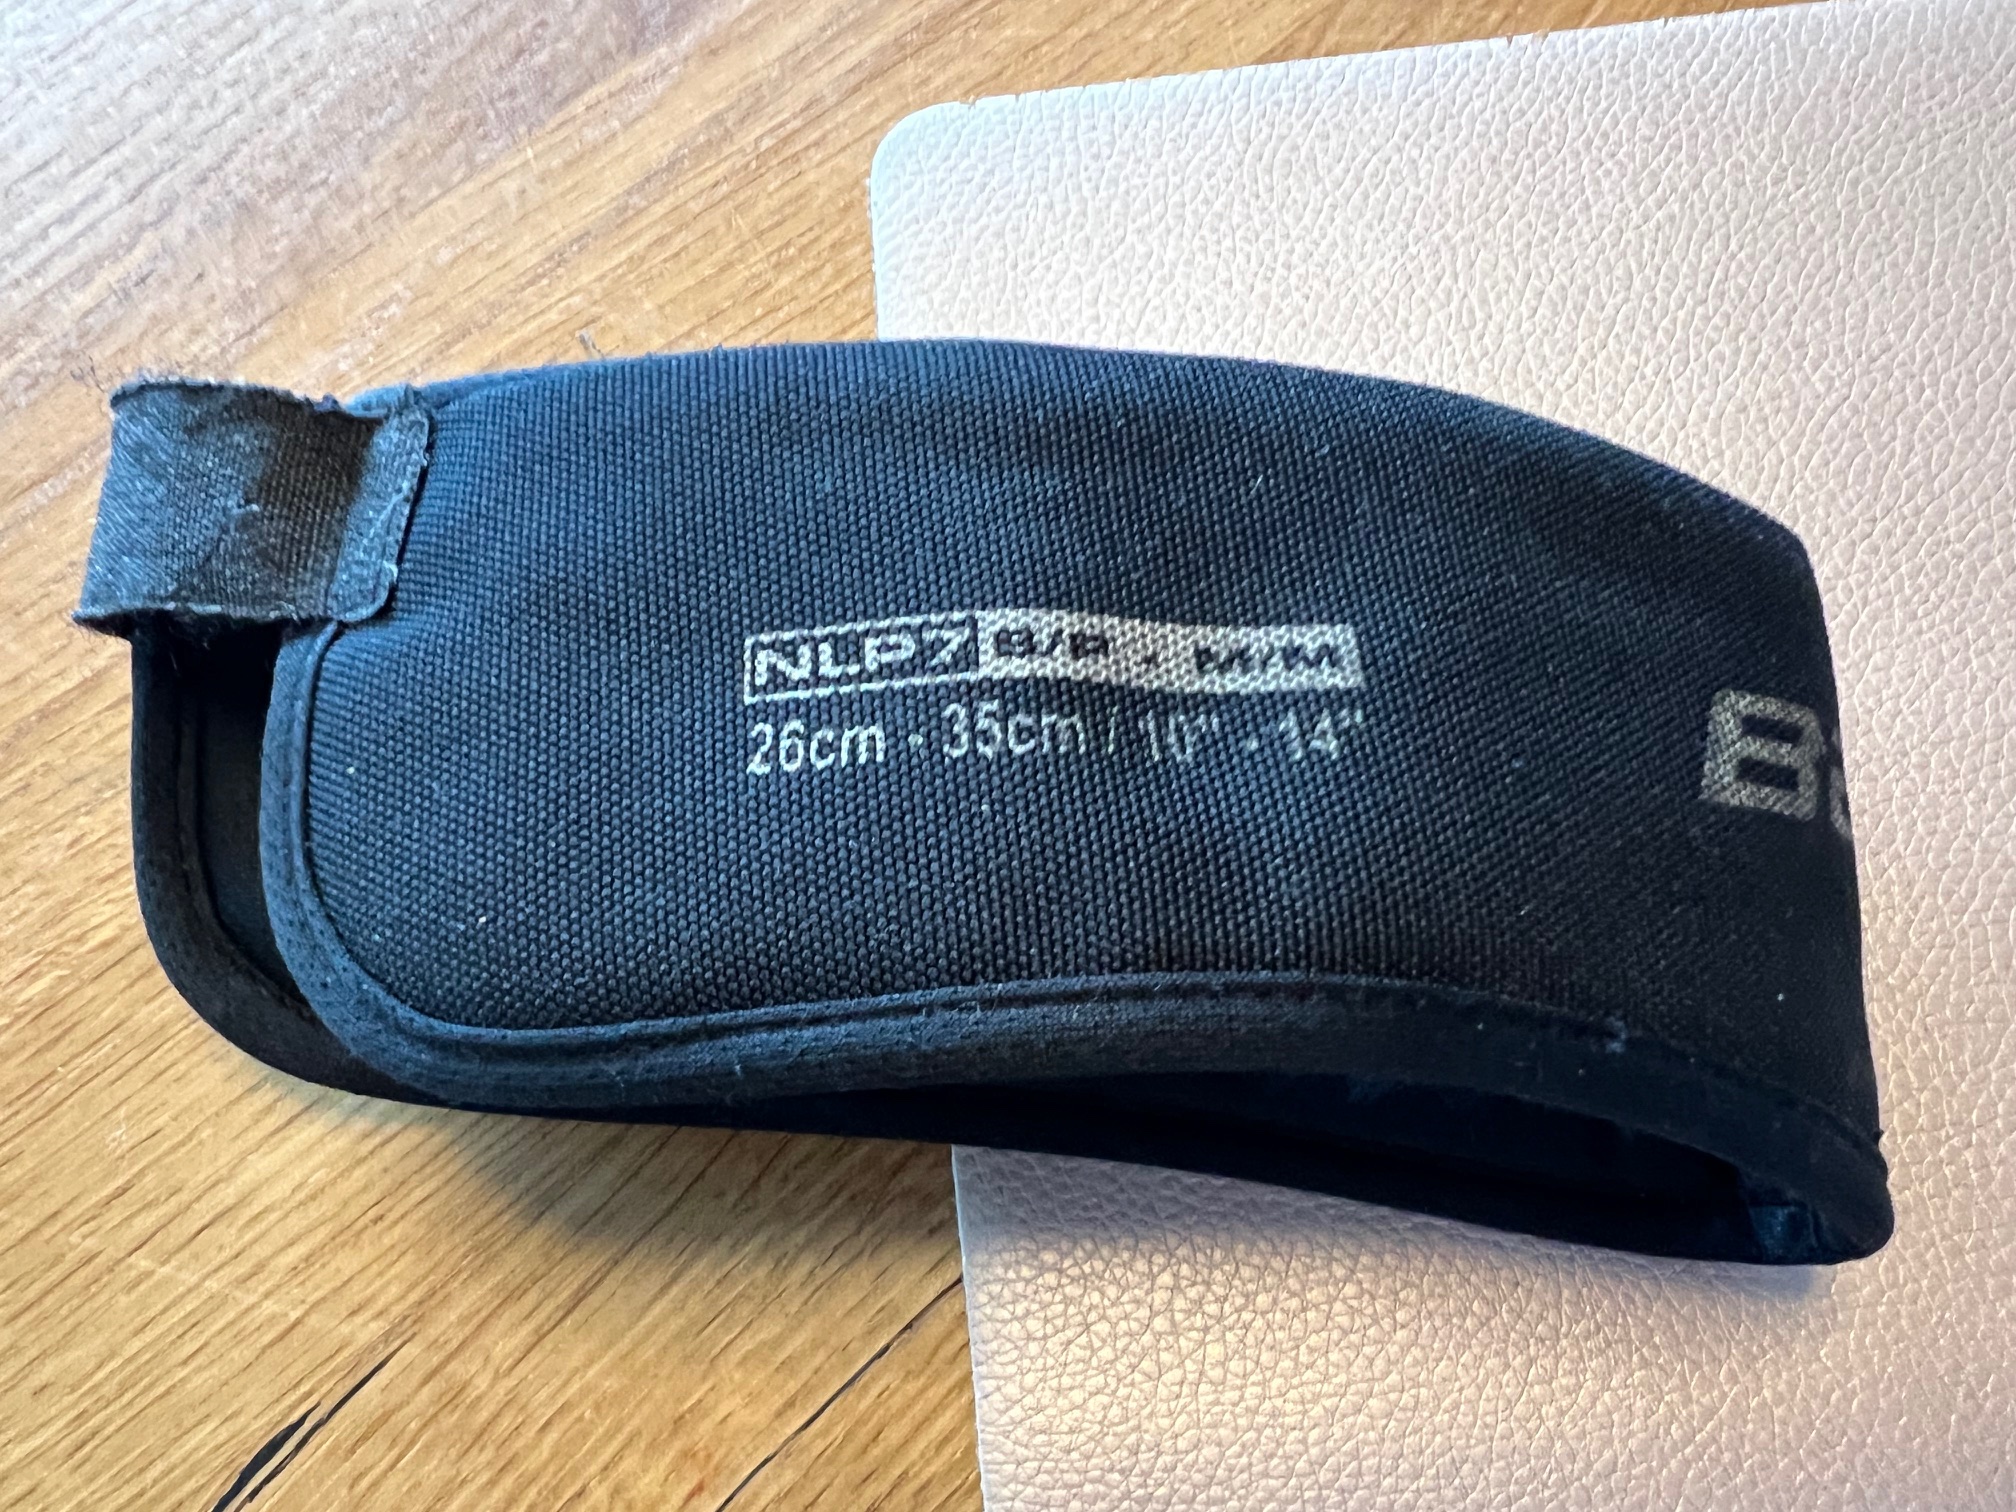 NLP7 B/R . M/M
26cm - 35cm / 10" - 14"
B